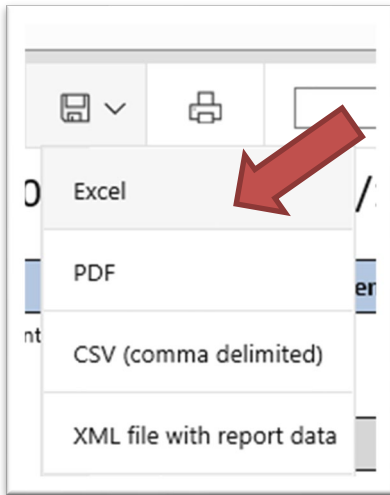 Excel
PDF
CSV (comma delimited)
XML file with report data